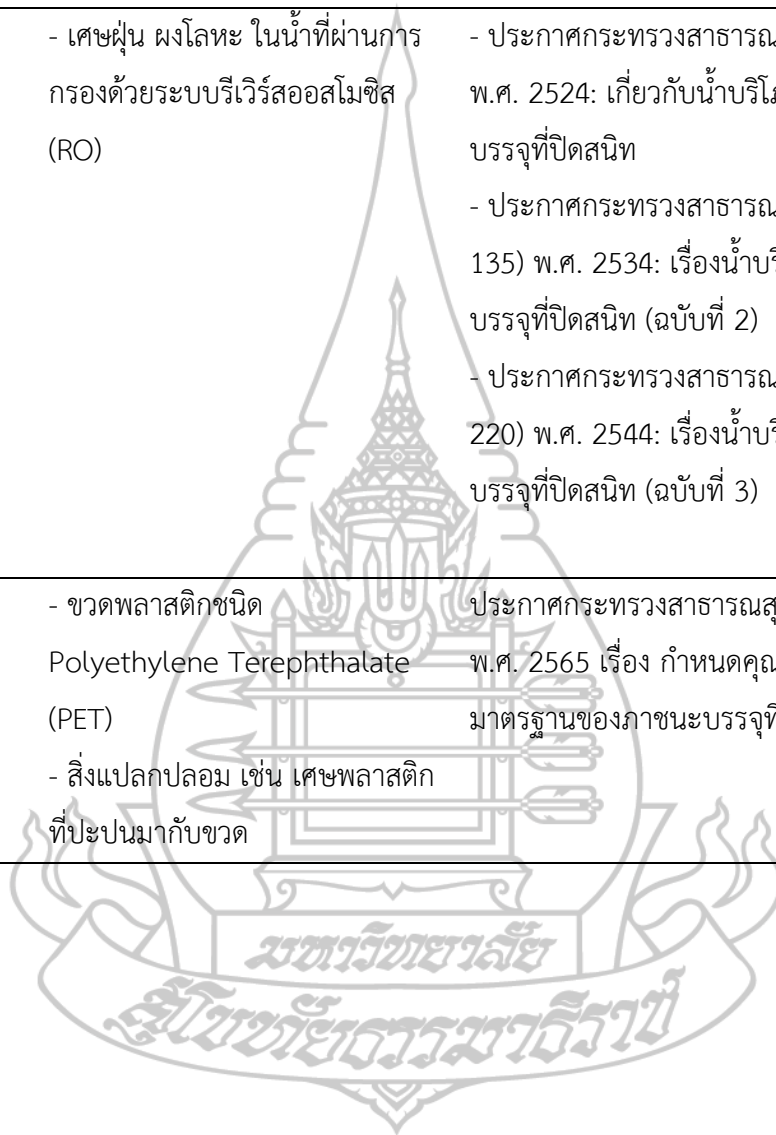 - เศษฝุ่น ผงโลหะ ในน้ำที่ผ่านการ
กรองด้วยระบบรีเวิร์สออสโมซิส
(RO)
- ประกาศกระทรวงสาธารณ
พ.ศ. 2524: เกี่ยวกับน้ำบริโภ
บรรจุที่ปิดสนิท
- ประกาศกระทรวงสาธารณ
135) พ.ศ. 2534: เรื่องน้ำบริ
บรรจุที่ปิดสนิท (ฉบับที่ 2)
- ประกาศกระทรวงสาธารณ
220) พ.ศ. 2544: เรื่องน้ำบริ
บรรจุที่ปิดสนิท (ฉบับที่ 3)
- ขวดพลาสติกชนิด
Polyethylene Terephthalate
(PET)
- สิ่งแปลกปลอม เช่น เศษพลาสติก
ที่ปะปนมากับขวด
ประกาศกระทรวงสาธารณสุ
พ.ศ. 2565 เรื่อง กำหนดคุณ
มาตรฐานของภาชนะบรรจุที
มหาวิทยาลัย
สุโขทัยธรรมาธิราช